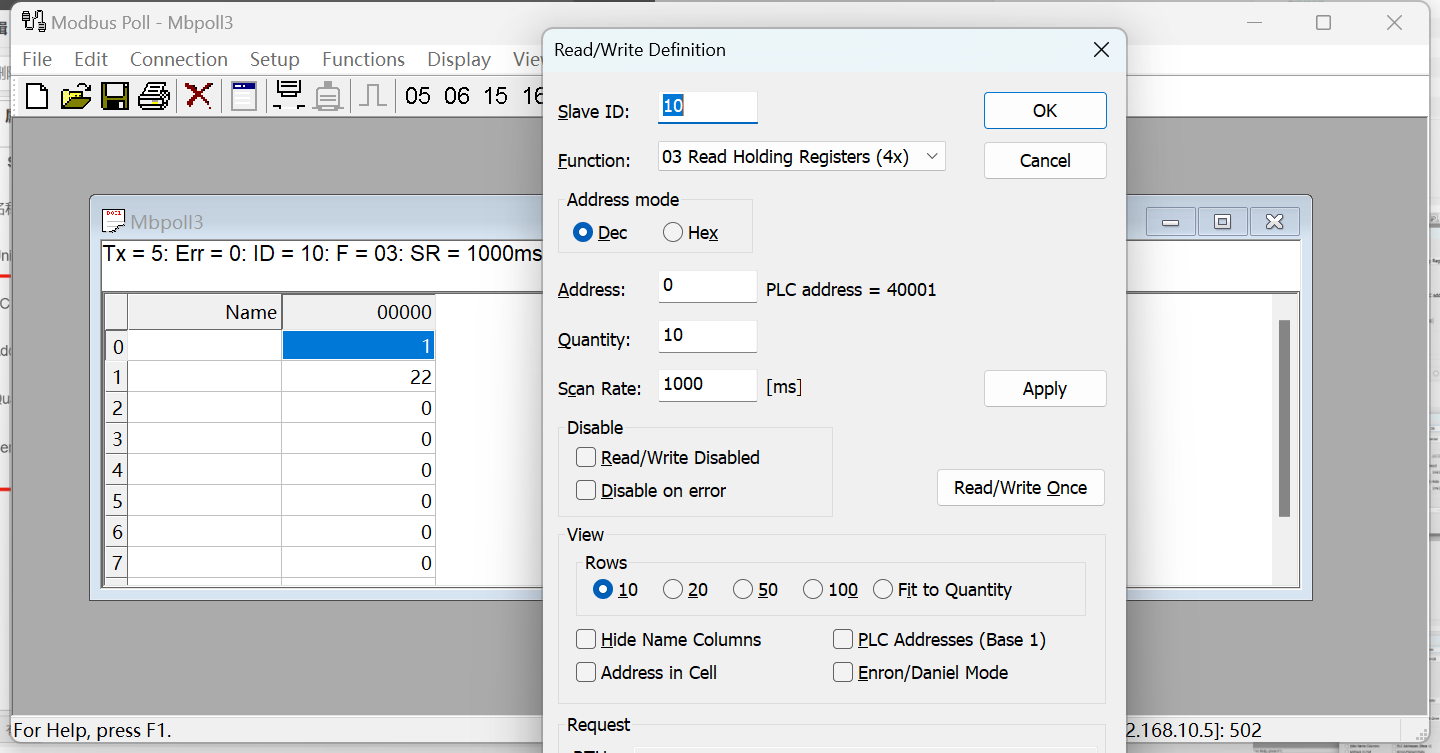 Modbus Poll - Mbpoll3
File Edit Connection Setup Functions Display
05 06 15
Mbpoll3
Tx = 5: Err = 0: ID = 10: F = 03: SR = 1000ms
Name 00000
0 1
1 22
2 0
3 0
4 0
5 0
6 0
7 0
Read/Write Definition
Slave ID: 10
OK
Function: 03 Read Holding Registers (4x)
Cancel
Address mode
Dec Hex
Address: 0 PLC address = 40001
Quantity: 10
Scan Rate: 1000 [ms]
Apply
Disable
Read/Write Disabled
Disable on error
Read/Write Once
View
Rows
10 20 50 100 Fit to Quantity
Hide Name Columns PLC Addresses (Base 1)
Address in Cell Enron/Daniel Mode
Request
For Help, press F1.
2.168.10.5]: 502